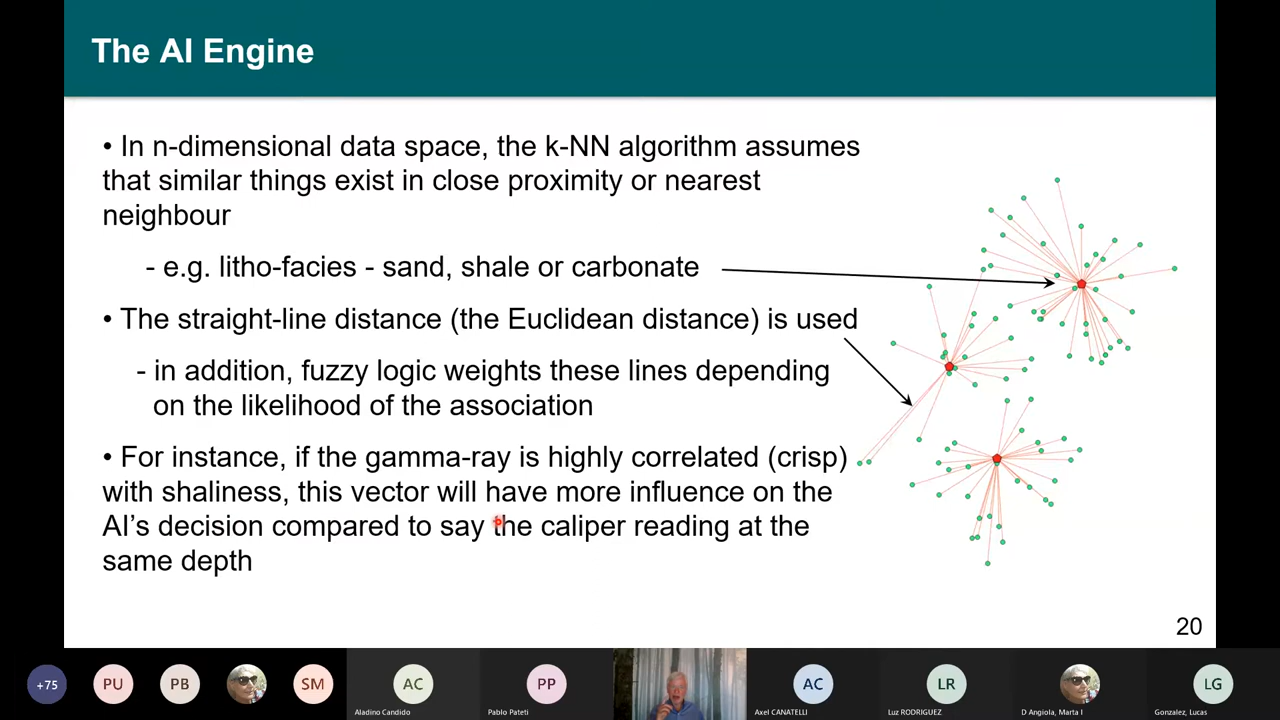 The AI Engine
• In n-dimensional data space, the k-NN algorithm assumes
that similar things exist in close proximity or nearest
neighbour
- e.g. litho-facies - sand, shale or carbonate
• The straight-line distance (the Euclidean distance) is used
- in addition, fuzzy logic weights these lines depending
on the likelihood of the association
• For instance, if the gamma-ray is highly correlated (crisp)
with shaliness, this vector will have more influence on the
AI's decision compared to say the caliper reading at the
same depth
20
+75
PU
PB
SM
AC
Aladino Candido
PP
Pablo Pateti
AC
Axel CANATELLI
LR
Luz RODRIGUEZ
D Angiola, Marta I
LG
Gonzalez, Lucas